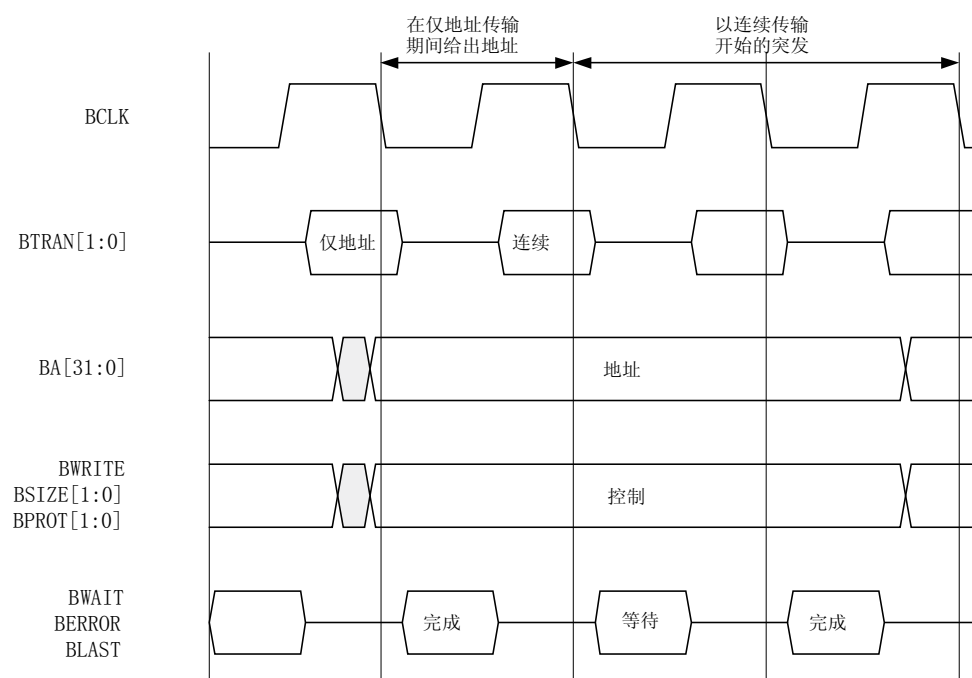 在仅地址传输
期间给出地址
以连续传输
开始的突发
BCLK
BTRAN[1:0]
仅地址
连续
BA[31:0]
地址
BWRITE
BSIZE[1:0]
BPROT[1:0]
控制
BWAIT
BERROR
BLAST
完成
等待
完成